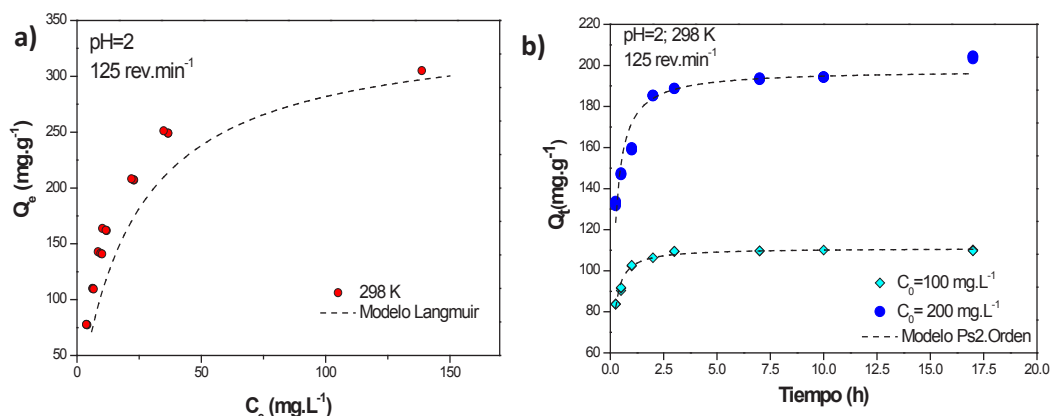 a)
pH=2
125 rev.min⁻¹
Qₑ (mg.g⁻¹)
350
300
250
200
150
100
50
0
50
100
150
298 K
Modelo Langmuir
Cₑ (mg.L⁻¹)
b)
pH=2; 298 K
125 rev.min⁻¹
Qt(mg.g⁻¹)
220
200
180
160
140
120
100
80
60
0.0
2.5
5.0
7.5
10.0
12.5
15.0
17.5
20.0
C₀=100 mg.L⁻¹
C₀= 200 mg.L⁻¹
Modelo Ps2.Orden
Tiempo (h)